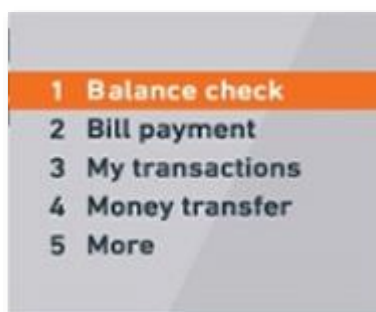 1 Balance check
2 Bill payment
3 My transactions
4 Money transfer
5 More